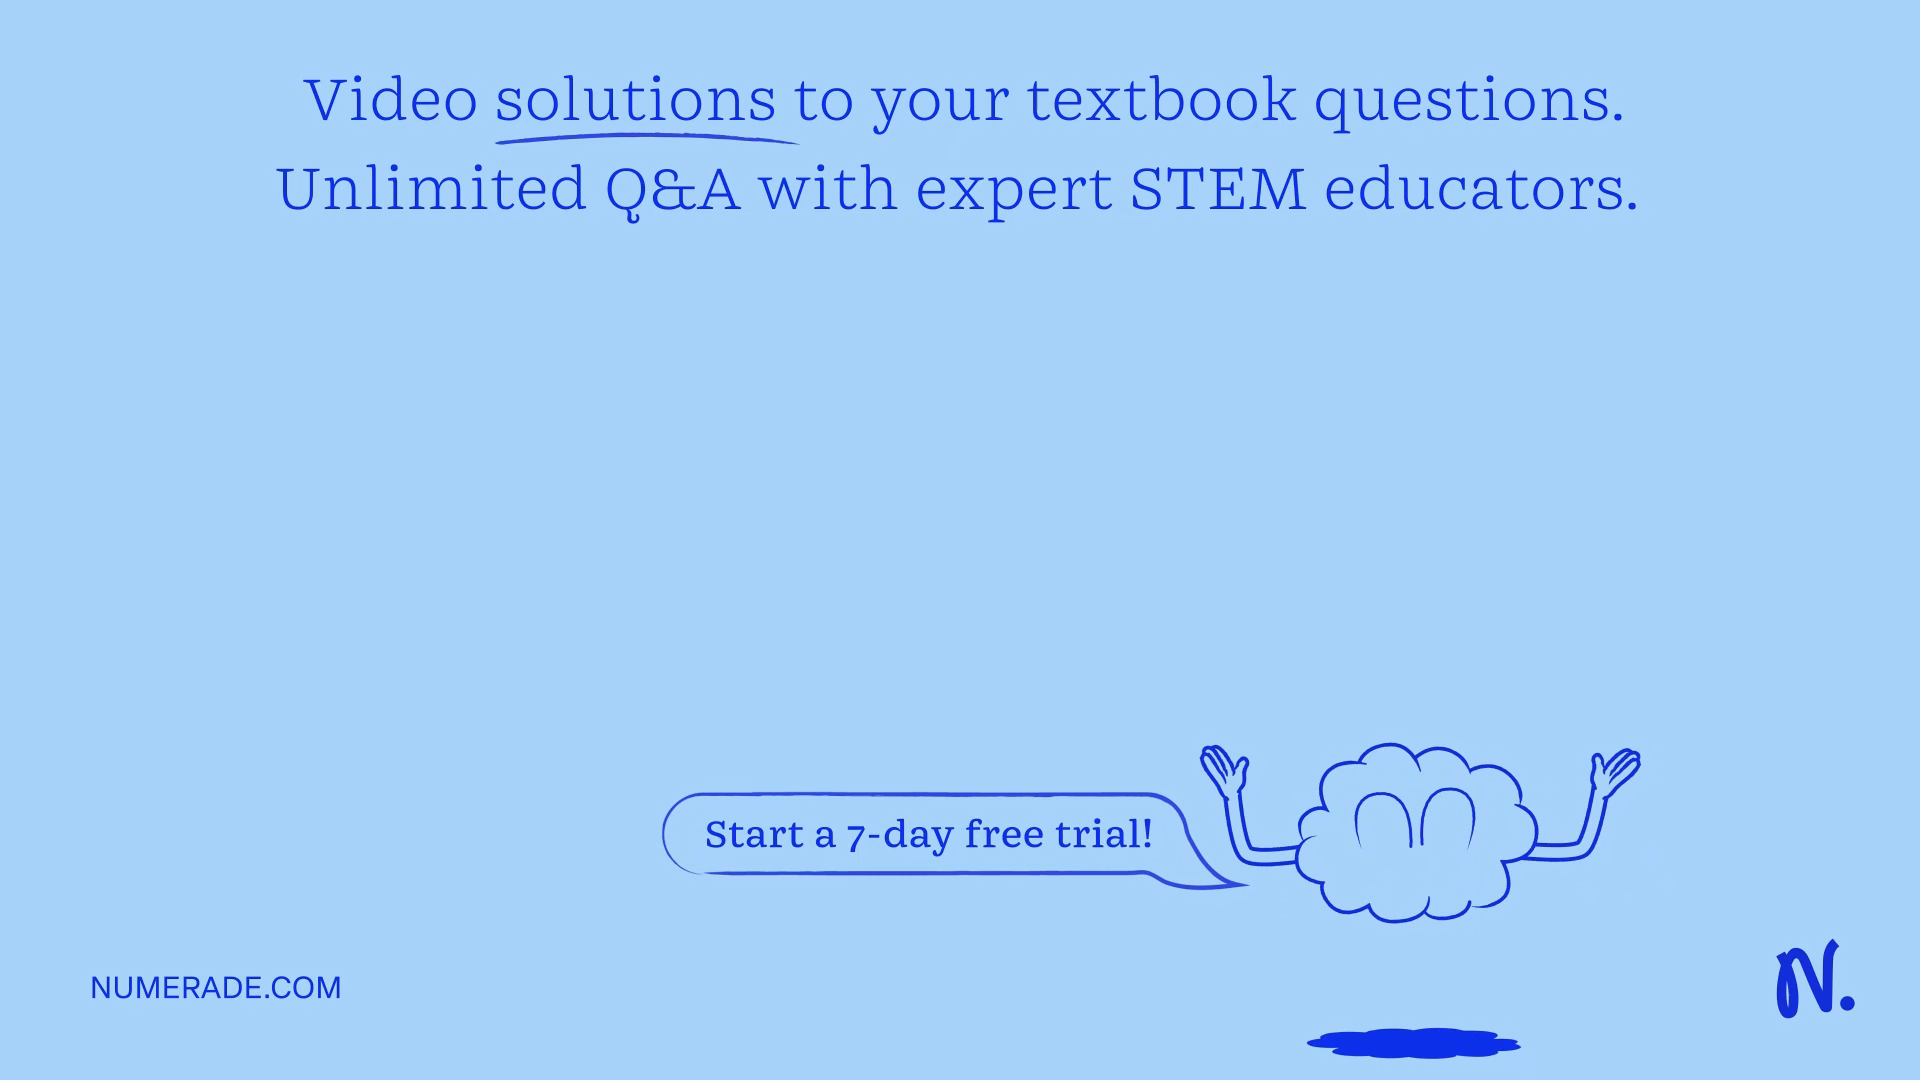 Video solutions to your textbook questions.
Unlimited Q&A with expert STEM educators.
Start a 7-day free trial!
NUMERADE.COM
N.